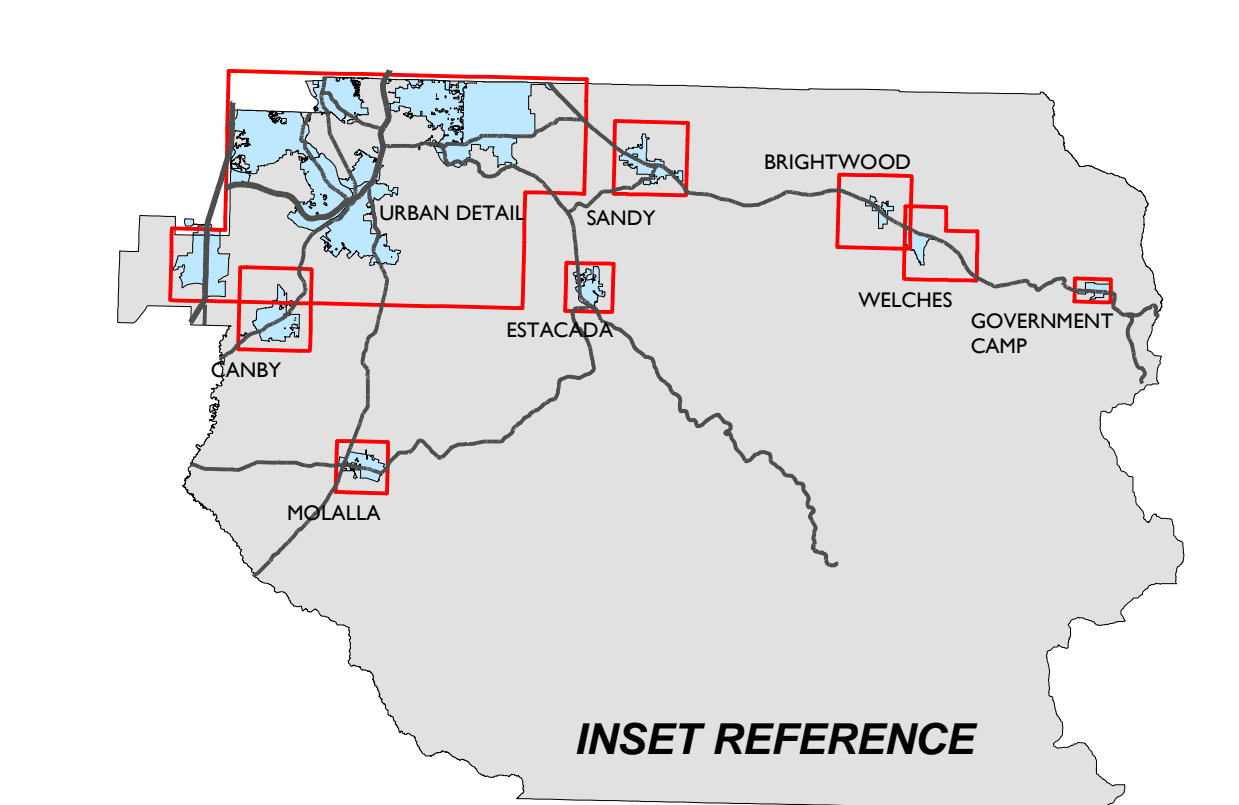 BRIGHTWOOD
URBAN DETAIL
SANDY
WELCHES
GOVERNMENT
CAMP
ESTACADA
CANBY
MOLALLA
INSET REFERENCE